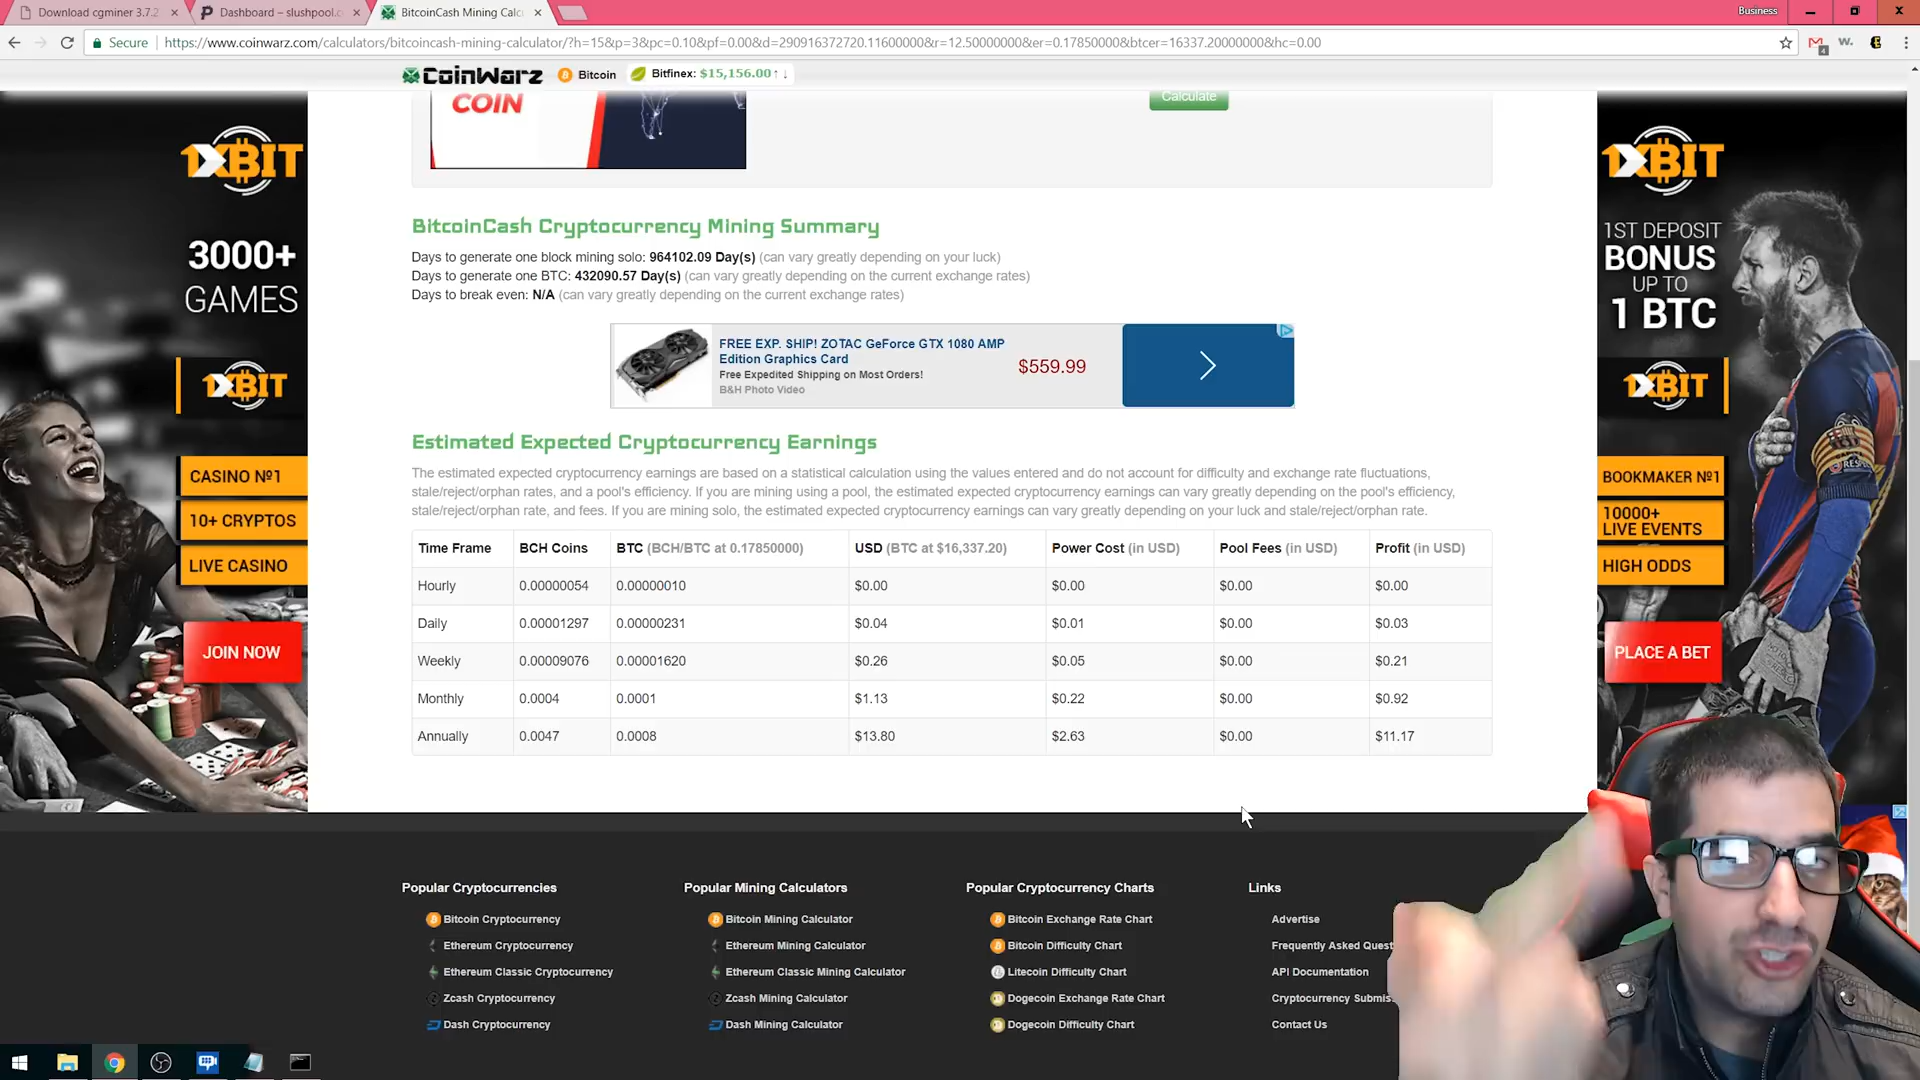 Download cgminer 3.7.2
Dashboard – slushpool.c
BitcoinCash Mining Calc
Business
Secure
https://www.coinwarz.com/calculators/bitcoincash-mining-calculator/?h=15&p=3&pc=0.10&pf=0.00&d=290916372720.11600000&r=12.50000000&er=0.17850000&btcer=16337.20000000&hc=0.00
4
CoinWarz
Bitcoin
Bitfinex: $15,156.00
COIN
Calculate
1XBIT
3000+
GAMES
1XBIT
CASINO №1
10+ CRYPTOS
LIVE CASINO
JOIN NOW
BitcoinCash Cryptocurrency Mining Summary
Days to generate one block mining solo: 964102.09 Day(s) (can vary greatly depending on your luck)
Days to generate one BTC: 432090.57 Day(s) (can vary greatly depending on the current exchange rates)
Days to break even: N/A (can vary greatly depending on the current exchange rates)
FREE EXP. SHIP! ZOTAC GeForce GTX 1080 AMP
Edition Graphics Card
Free Expedited Shipping on Most Orders!
B&H Photo Video
$559.99
Estimated Expected Cryptocurrency Earnings
The estimated expected cryptocurrency earnings are based on a statistical calculation using the values entered and do not account for difficulty and exchange rate fluctuations,
stale/reject/orphan rates, and a pool's efficiency. If you are mining using a pool, the estimated expected cryptocurrency earnings can vary greatly depending on the pool's efficiency,
stale/reject/orphan rate, and fees. If you are mining solo, the estimated expected cryptocurrency earnings can vary greatly depending on your luck and stale/reject/orphan rate.
Time Frame BCH Coins BTC (BCH/BTC at 0.17850000) USD (BTC at $16,337.20) Power Cost (in USD) Pool Fees (in USD) Profit (in USD)
Hourly 0.00000054 0.00000010 $0.00 $0.00 $0.00 $0.00
Daily 0.00001297 0.00000231 $0.04 $0.01 $0.00 $0.03
Weekly 0.00009076 0.00001620 $0.26 $0.05 $0.00 $0.21
Monthly 0.0004 0.0001 $1.13 $0.22 $0.00 $0.92
Annually 0.0047 0.0008 $13.80 $2.63 $0.00 $11.17
1XBIT
1ST DEPOSIT
BONUS
UP TO
1 BTC
1XBIT
BOOKMAKER №1
10000+
LIVE EVENTS
HIGH ODDS
PLACE A BET
RESPE
Popular Cryptocurrencies
Bitcoin Cryptocurrency
Ethereum Cryptocurrency
Ethereum Classic Cryptocurrency
Zcash Cryptocurrency
Dash Cryptocurrency
Popular Mining Calculators
Bitcoin Mining Calculator
Ethereum Mining Calculator
Ethereum Classic Mining Calculator
Zcash Mining Calculator
Dash Mining Calculator
Popular Cryptocurrency Charts
Bitcoin Exchange Rate Chart
Bitcoin Difficulty Chart
Litecoin Difficulty Chart
Dogecoin Exchange Rate Chart
Dogecoin Difficulty Chart
Links
Advertise
Frequently Asked Quest
API Documentation
Cryptocurrency Submis
Contact Us